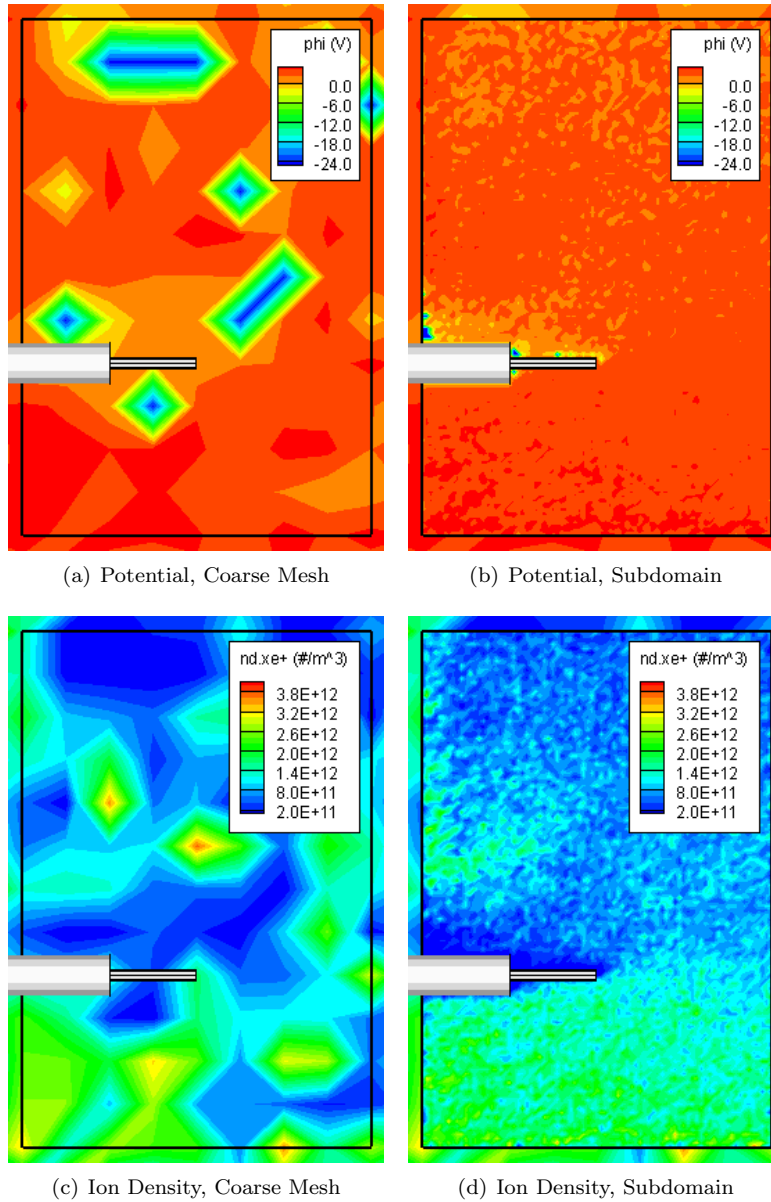 phi (V)
0.0
-6.0
-12.0
-18.0
-24.0
phi (V)
0.0
-6.0
-12.0
-18.0
-24.0
(a) Potential, Coarse Mesh
(b) Potential, Subdomain
nd.xe+ (#/m^3)
3.8E+12
3.2E+12
2.6E+12
2.0E+12
1.4E+12
8.0E+11
2.0E+11
nd.xe+ (#/m^3)
3.8E+12
3.2E+12
2.6E+12
2.0E+12
1.4E+12
8.0E+11
2.0E+11
(c) Ion Density, Coarse Mesh
(d) Ion Density, Subdomain